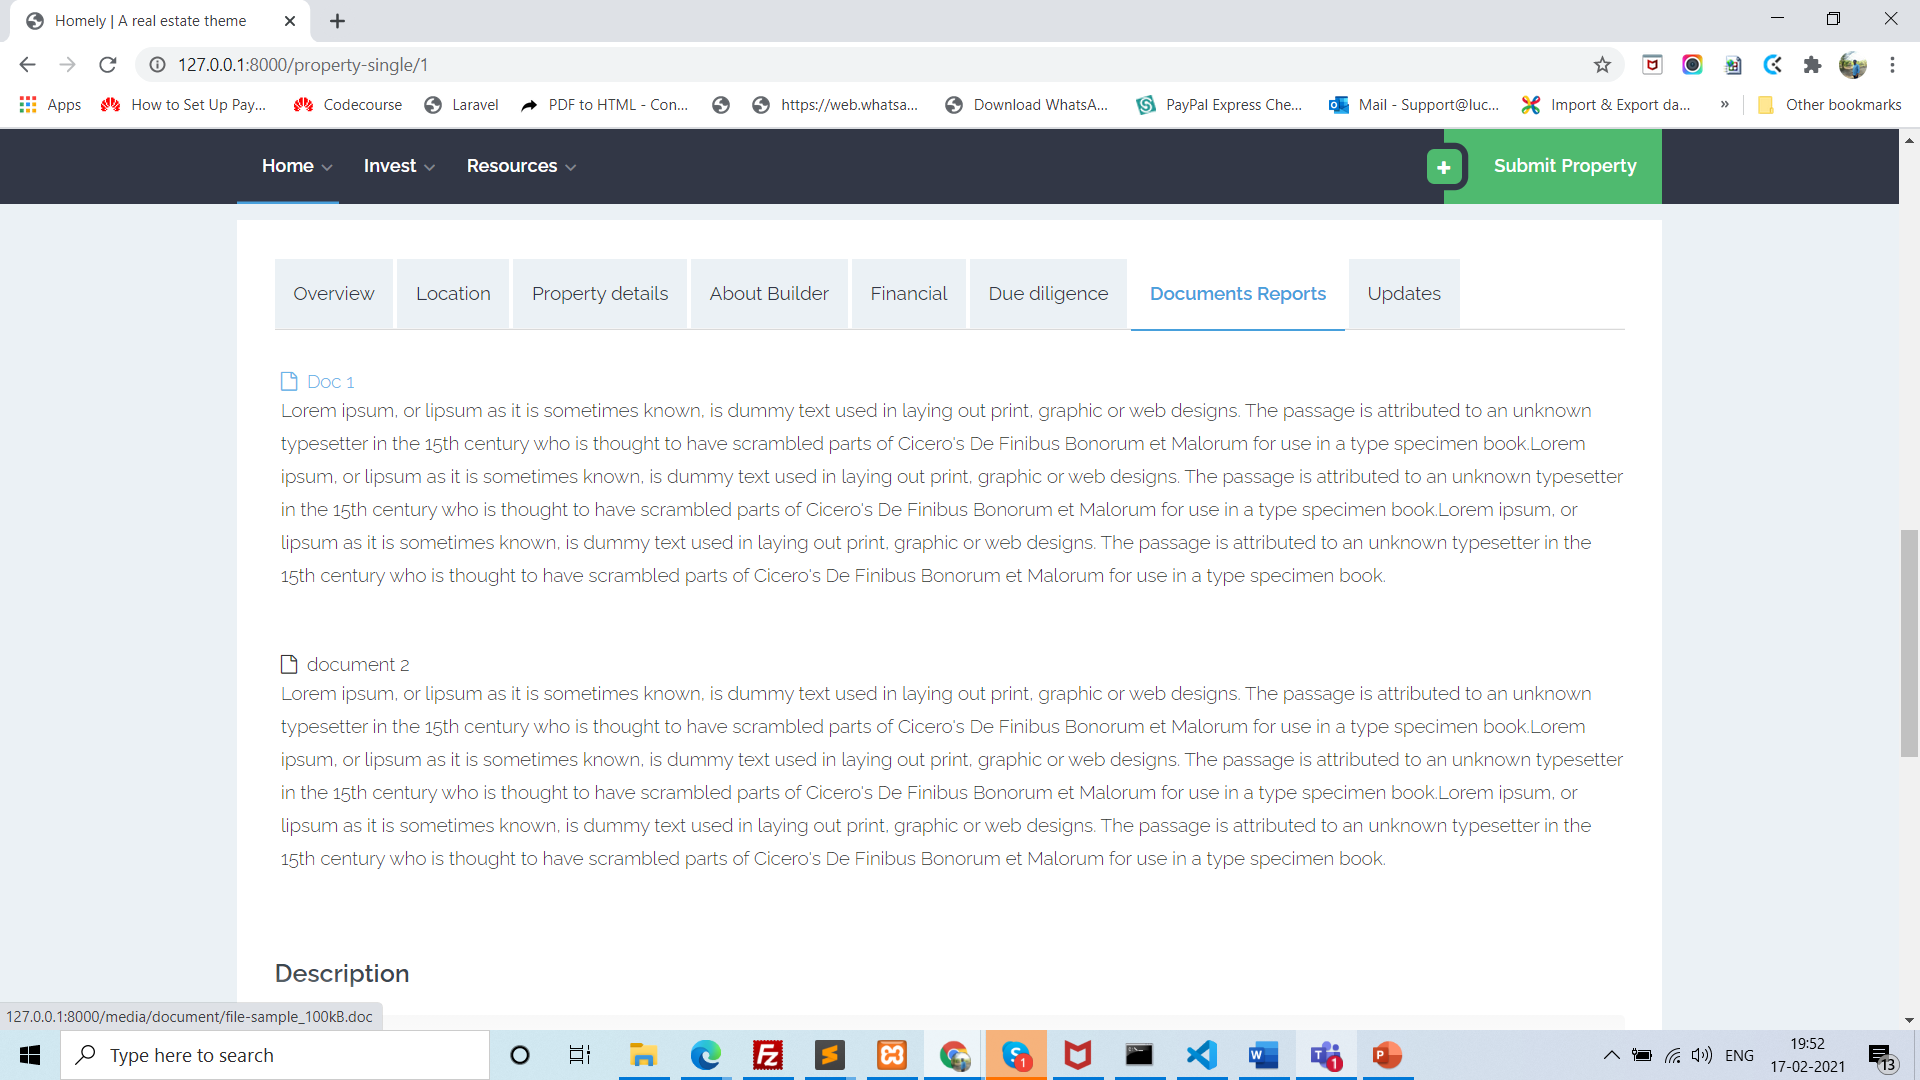 Homely | A real estate theme
127.0.0.1:8000/property-single/1
Apps How to Set Up Pay... Codecourse Laravel PDF to HTML - Con... https://web.whatsa... Download WhatsA... PayPal Express Che... Mail - Support@luc... Import & Export da... » Other bookmarks
Home Invest Resources + Submit Property
Overview Location Property details About Builder Financial Due diligence Documents Reports Updates
Doc 1
Lorem ipsum, or lipsum as it is sometimes known, is dummy text used in laying out print, graphic or web designs. The passage is attributed to an unknown
typesetter in the 15th century who is thought to have scrambled parts of Cicero's De Finibus Bonorum et Malorum for use in a type specimen book.Lorem
ipsum, or lipsum as it is sometimes known, is dummy text used in laying out print, graphic or web designs. The passage is attributed to an unknown typesetter
in the 15th century who is thought to have scrambled parts of Cicero's De Finibus Bonorum et Malorum for use in a type specimen book.Lorem ipsum, or
lipsum as it is sometimes known, is dummy text used in laying out print, graphic or web designs. The passage is attributed to an unknown typesetter in the
15th century who is thought to have scrambled parts of Cicero's De Finibus Bonorum et Malorum for use in a type specimen book.
document 2
Lorem ipsum, or lipsum as it is sometimes known, is dummy text used in laying out print, graphic or web designs. The passage is attributed to an unknown
typesetter in the 15th century who is thought to have scrambled parts of Cicero's De Finibus Bonorum et Malorum for use in a type specimen book.Lorem
ipsum, or lipsum as it is sometimes known, is dummy text used in laying out print, graphic or web designs. The passage is attributed to an unknown typesetter
in the 15th century who is thought to have scrambled parts of Cicero's De Finibus Bonorum et Malorum for use in a type specimen book.Lorem ipsum, or
lipsum as it is sometimes known, is dummy text used in laying out print, graphic or web designs. The passage is attributed to an unknown typesetter in the
15th century who is thought to have scrambled parts of Cicero's De Finibus Bonorum et Malorum for use in a type specimen book.
Description
127.0.0.1:8000/media/document/file-sample_100kB.doc
Type here to search
ENG
19:52
17-02-2021
13